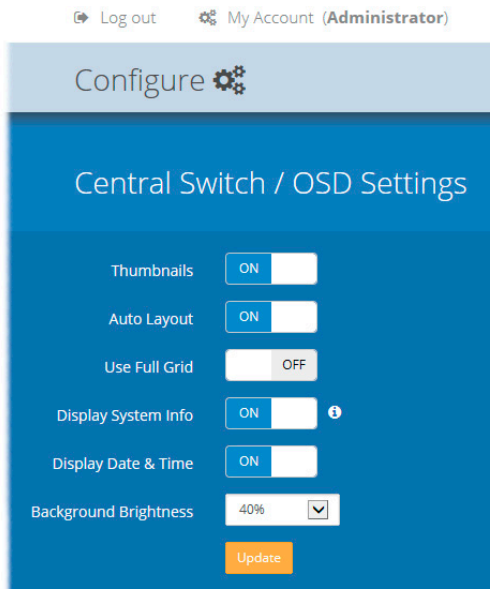 Log out My Account (Administrator)
Configure
Central Switch / OSD Settings
Thumbnails ON
Auto Layout ON
Use Full Grid OFF
Display System Info ON
Display Date & Time ON
Background Brightness 40%
Update